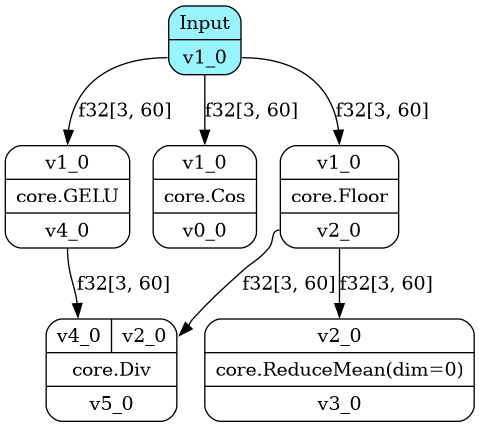 Input
v1_0
f32[3, 60]
f32[3, 60]
f32[3, 60]
v1_0
core.GELU
v4_0
v1_0
core.Cos
v0_0
v1_0
core.Floor
v2_0
f32[3, 60]
f32[3, 60]
f32[3, 60]
v4_0 v2_0
core.Div
v5_0
v2_0
core.ReduceMean(dim=0)
v3_0